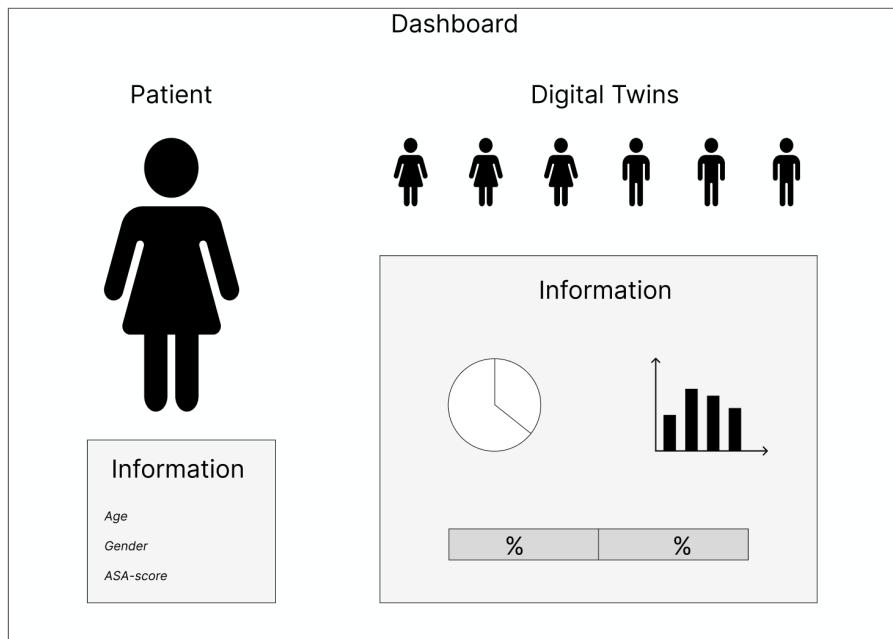 Dashboard
Patient
Digital Twins
Information
Age
Gender
ASA-score
Information
%
%